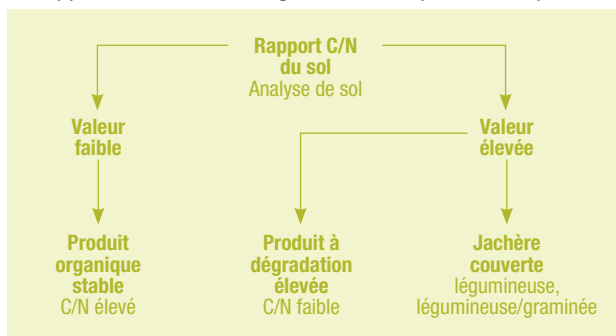 Rapport C/N
du sol
Analyse de sol
Valeur
faible
Valeur
élevée
Produit
organique
stable
C/N élevé
Produit à
dégradation
élevée
C/N faible
Jachère
couverte
légumineuse,
légumineuse/graminée